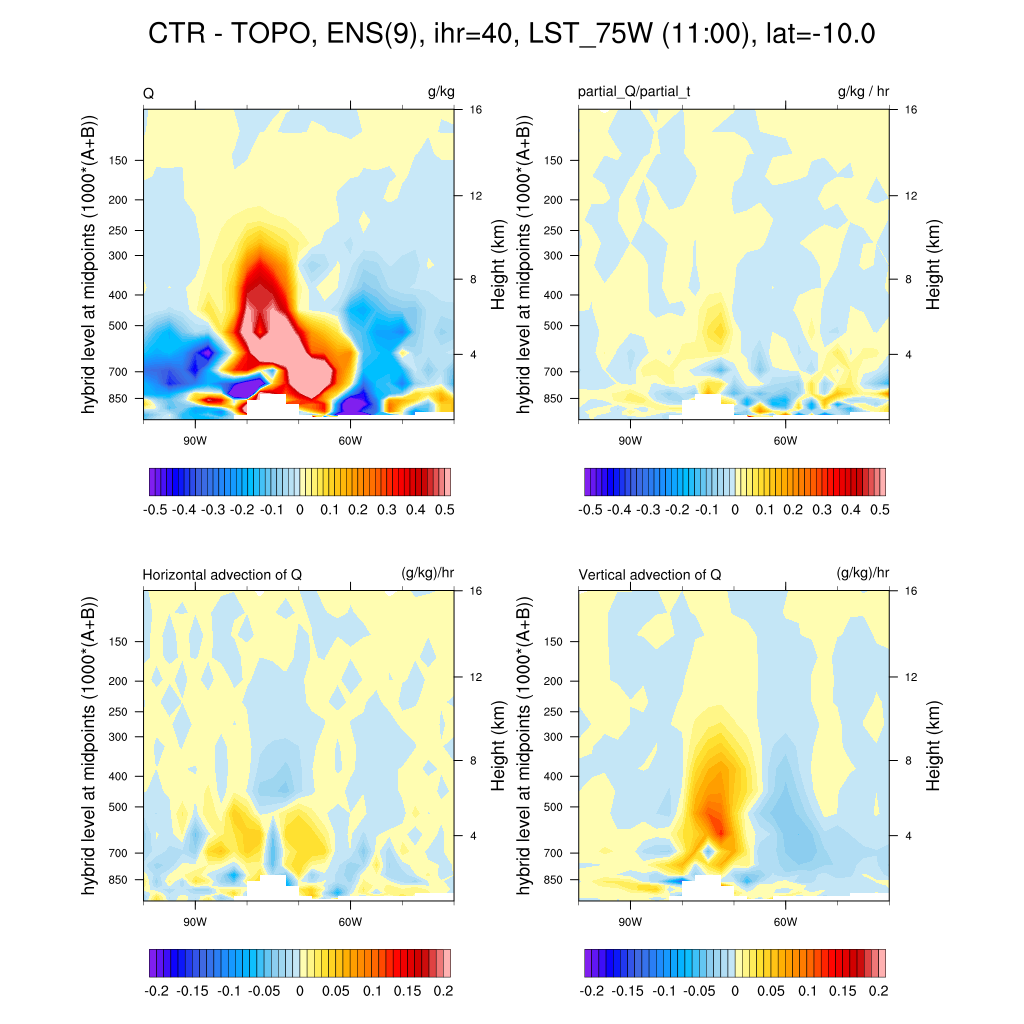 CTR - TOPO, ENS(9), ihr=40, LST_75W (11:00), lat=-10.0
Q g/kg
hybrid level at midpoints (1000*(A+B))
150
200
250
300
400
500
700
850
16
12
8
4
Height (km)
90W 60W
-0.5 -0.4 -0.3 -0.2 -0.1 0 0.1 0.2 0.3 0.4 0.5
partial_Q/partial_t g/kg / hr
hybrid level at midpoints (1000*(A+B))
150
200
250
300
400
500
700
850
16
12
8
4
Height (km)
90W 60W
-0.5 -0.4 -0.3 -0.2 -0.1 0 0.1 0.2 0.3 0.4 0.5
Horizontal advection of Q (g/kg)/hr
hybrid level at midpoints (1000*(A+B))
150
200
250
300
400
500
700
850
16
12
8
4
Height (km)
90W 60W
-0.2 -0.15 -0.1 -0.05 0 0.05 0.1 0.15 0.2
Vertical advection of Q (g/kg)/hr
hybrid level at midpoints (1000*(A+B))
150
200
250
300
400
500
700
850
16
12
8
4
Height (km)
90W 60W
-0.2 -0.15 -0.1 -0.05 0 0.05 0.1 0.15 0.2